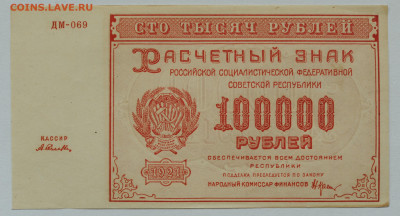 COINS.LAVE.RU
ДМ-069
СТО ТЫСЯЧ РУБЛЕЙ
РАСЧЕТНЫЙ ЗНАК
РОССИЙСКОЙ СОЦИАЛИСТИЧЕСКОЙ ФЕДЕРАТИВНОЙ
СОВЕТСКОЙ РЕСПУБЛИКИ
100000
РУБЛЕЙ
КАССИР
1921
ОБЕСПЕЧИВАЕТСЯ ВСЕМ ДОСТОЯНИЕМ
РЕСПУБЛИКИ
ПОДДЕЛКА ПРЕСЛЕДУЕТСЯ ПО ЗАКОНУ
НАРОДНЫЙ КОМИССАР ФИНАНСОВ